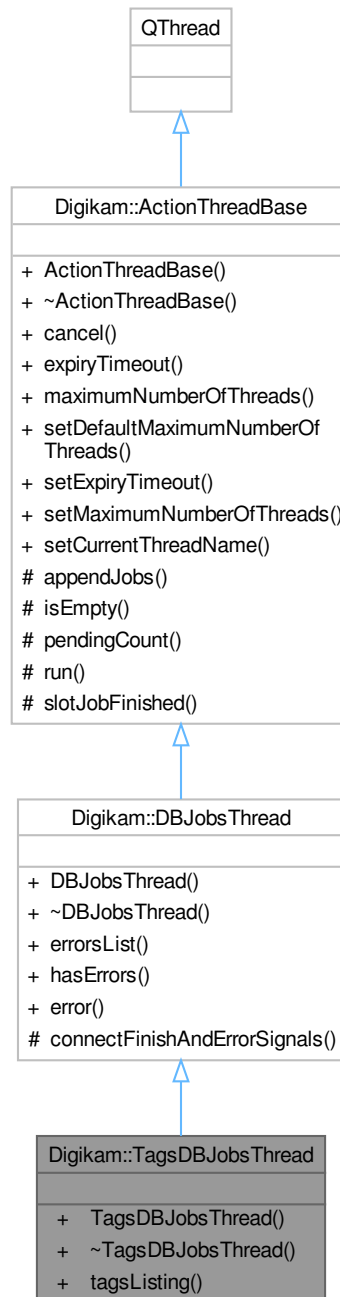 QThread
Digikam::ActionThreadBase
+ ActionThreadBase()
+ ~ActionThreadBase()
+ cancel()
+ expiryTimeout()
+ maximumNumberOfThreads()
+ setDefaultMaximumNumberOf
Threads()
+ setExpiryTimeout()
+ setMaximumNumberOfThreads()
+ setCurrentThreadName()
# appendJobs()
# isEmpty()
# pendingCount()
# run()
# slotJobFinished()
Digikam::DBJobsThread
+ DBJobsThread()
+ ~DBJobsThread()
+ errorsList()
+ hasErrors()
+ error()
# connectFinishAndErrorSignals()
Digikam::TagsDBJobsThread
+ TagsDBJobsThread()
+ ~TagsDBJobsThread()
+ tagsListing()